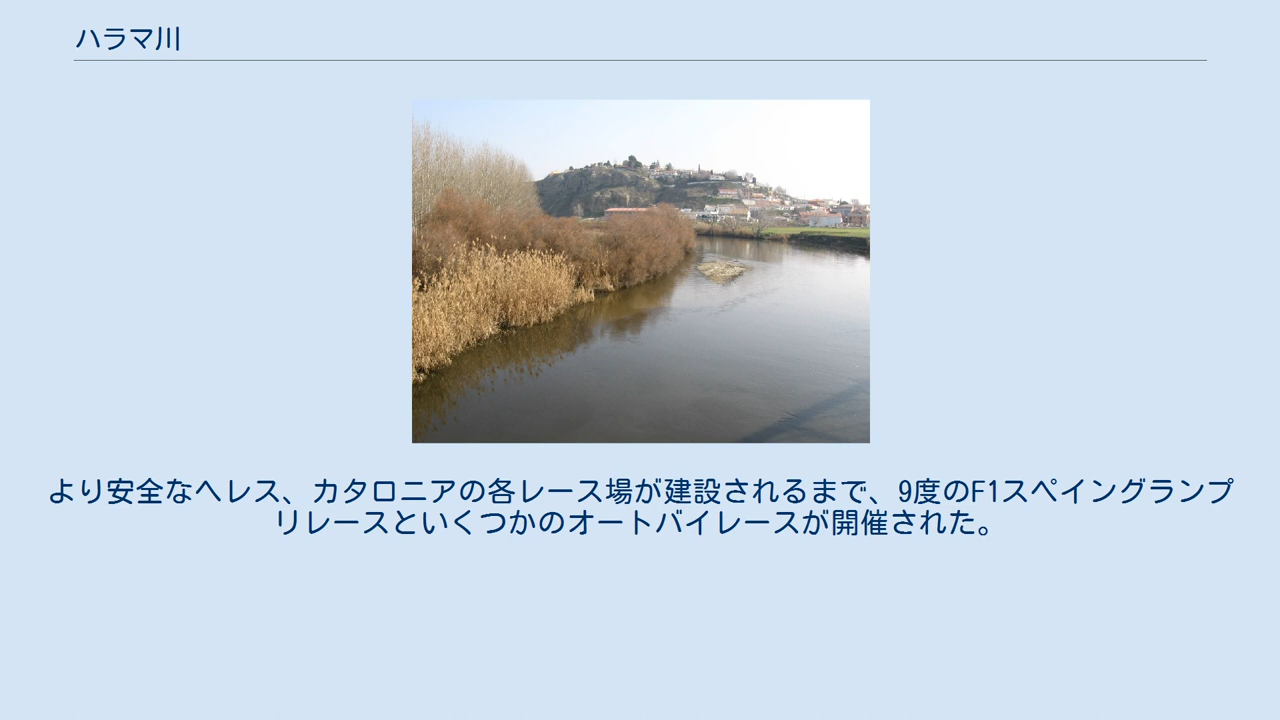 ハラマ川
より安全なヘレス、カタロニアの各レース場が建設されるまで、9度のF1スペイングランプ
リレースといくつかのオートバイレースが開催された。